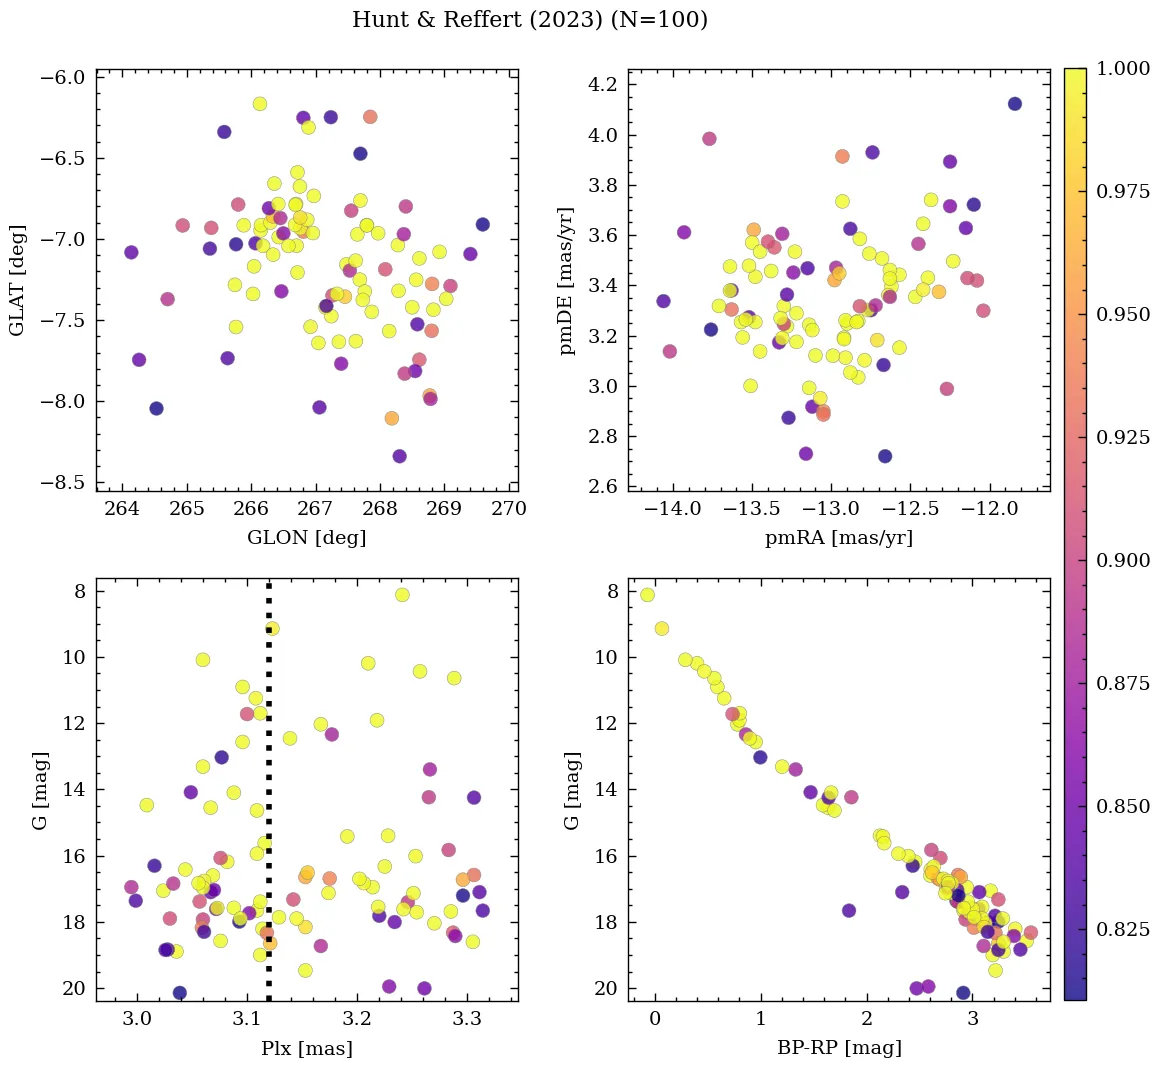 Hunt & Reffert (2023) (N=100)
−6.0
−6.5
−7.0
−7.5
−8.0
−8.5
GLAT [deg]
264 265 266 267 268 269 270
GLON [deg]
4.2
4.0
3.8
3.6
3.4
3.2
3.0
2.8
2.6
pmDE [mas/yr]
−14.0 −13.5 −13.0 −12.5 −12.0
pmRA [mas/yr]
1.000
0.975
0.950
0.925
0.900
0.875
0.850
0.825
8
10
12
14
16
18
20
G [mag]
3.0 3.1 3.2 3.3
Plx [mas]
8
10
12
14
16
18
20
G [mag]
0 1 2 3
BP-RP [mag]